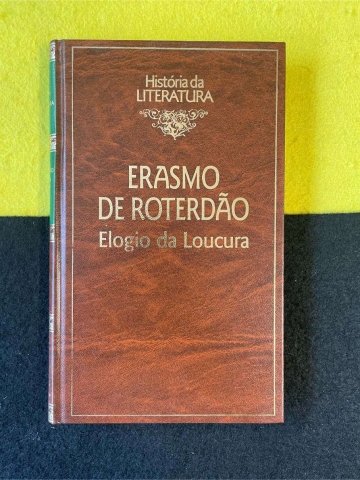 História da
LITERATURA
ERASMO
DE ROTERDÃO
Elogio da Loucura